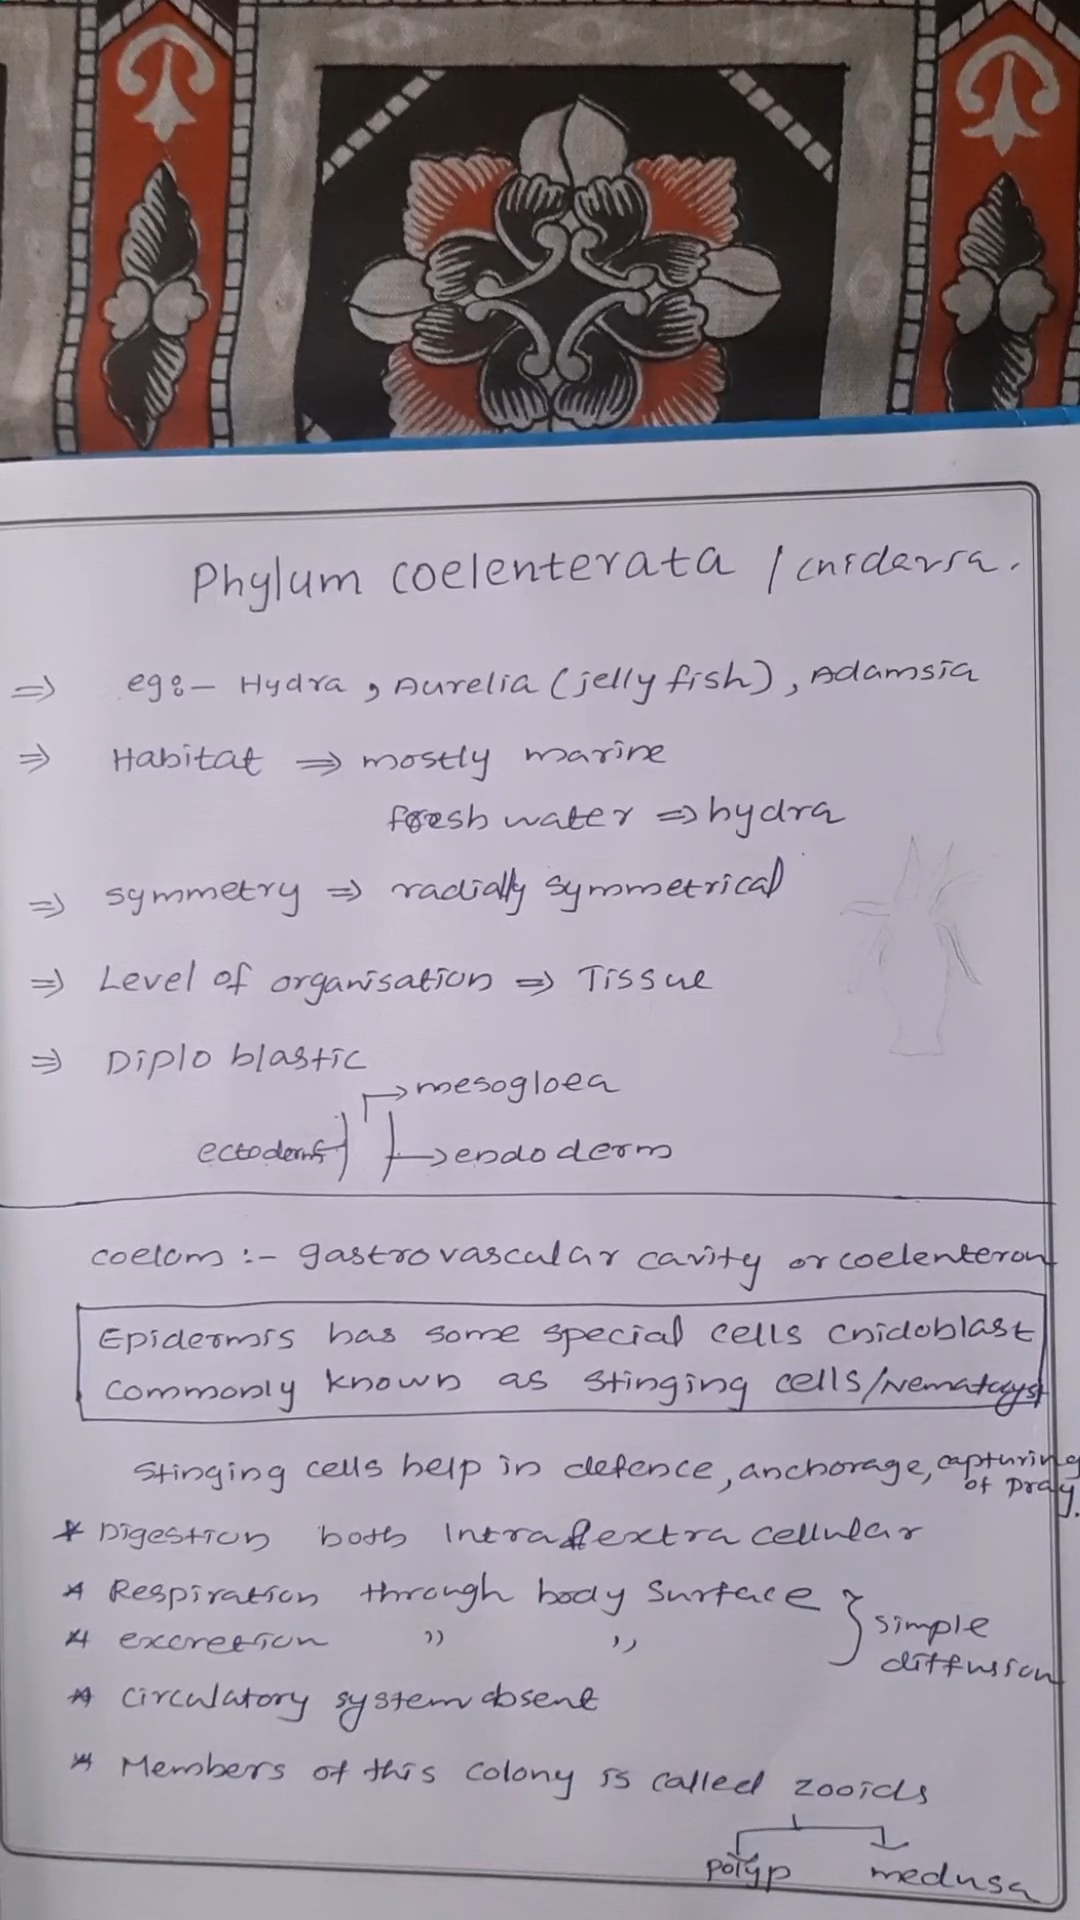 Phylum coelenterata / cnidaria.
⇒ eg:- Hydra, Aurelia (jelly fish), Adamsia
⇒ Habitat ⇒ mostly marine
fresh water ⇒ hydra
⇒ symmetry ⇒ radially symmetrical
⇒ Level of organisation ⇒ Tissue
⇒ Diplo blastic
→ mesogloea
ectoderm → endoderm
coelom :- gastrovascular cavity or coelenteron
Epidermis has some special cells cnidoblast
commonly known as stinging cells/Nematocyst
stinging cells help in defence, anchorage, capturing
of pray.
* Digestion both Intra & extra cellular
* Respiration through body surface } simple
* excretion " " diffusion
* circulatory system absent
* Members of this colony is called zooids
polyp medusa